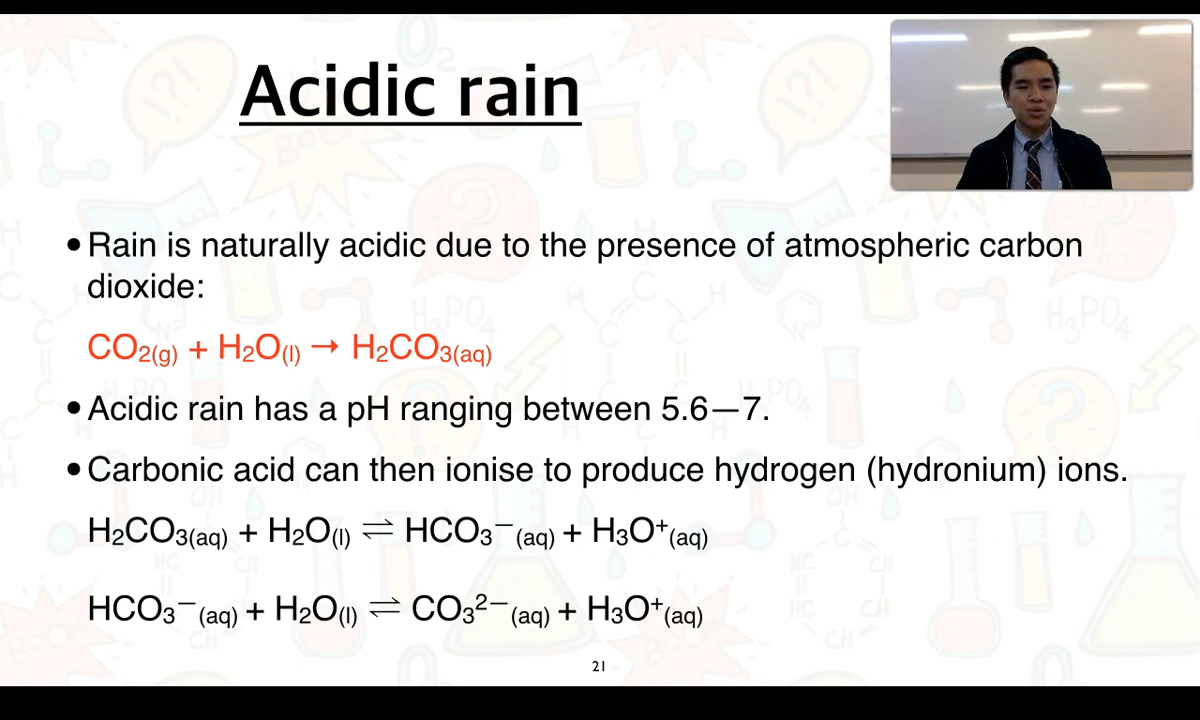 Acidic rain
•Rain is naturally acidic due to the presence of atmospheric carbon
dioxide:
CO₂(g) + H₂O(l) → H₂CO₃(aq)
•Acidic rain has a pH ranging between 5.6—7.
•Carbonic acid can then ionise to produce hydrogen (hydronium) ions.
H₂CO₃(aq) + H₂O(l) ⇌ HCO₃⁻(aq) + H₃O⁺(aq)
HCO₃⁻(aq) + H₂O(l) ⇌ CO₃²⁻(aq) + H₃O⁺(aq)
21